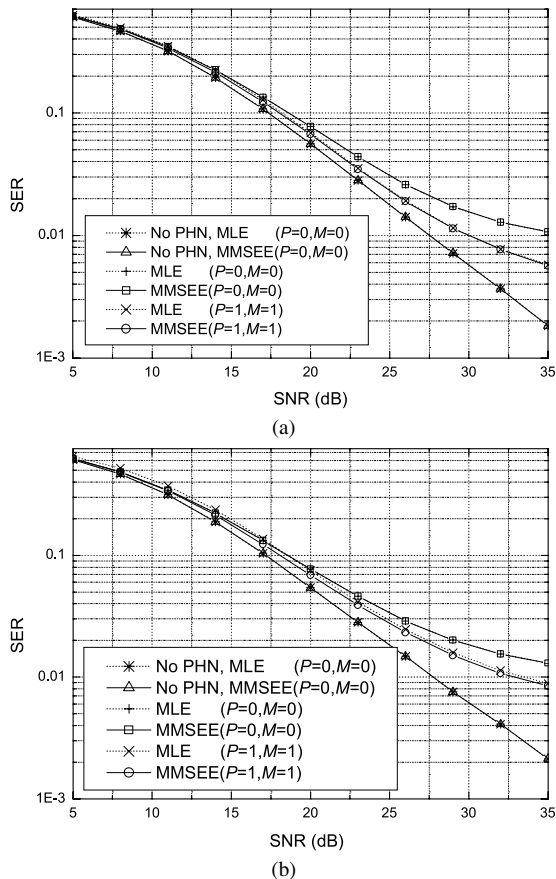 0.1
0.01
1E-3
SER
No PHN, MLE (P=0,M=0)
No PHN, MMSEE(P=0,M=0)
MLE (P=0,M=0)
MMSEE(P=0,M=0)
MLE (P=1,M=1)
MMSEE(P=1,M=1)
5 10 15 20 25 30 35
SNR (dB)
(a)
0.1
0.01
1E-3
SER
No PHN, MLE (P=0,M=0)
No PHN, MMSEE(P=0,M=0)
MLE (P=0,M=0)
MMSEE(P=0,M=0)
MLE (P=1,M=1)
MMSEE(P=1,M=1)
5 10 15 20 25 30 35
SNR (dB)
(b)